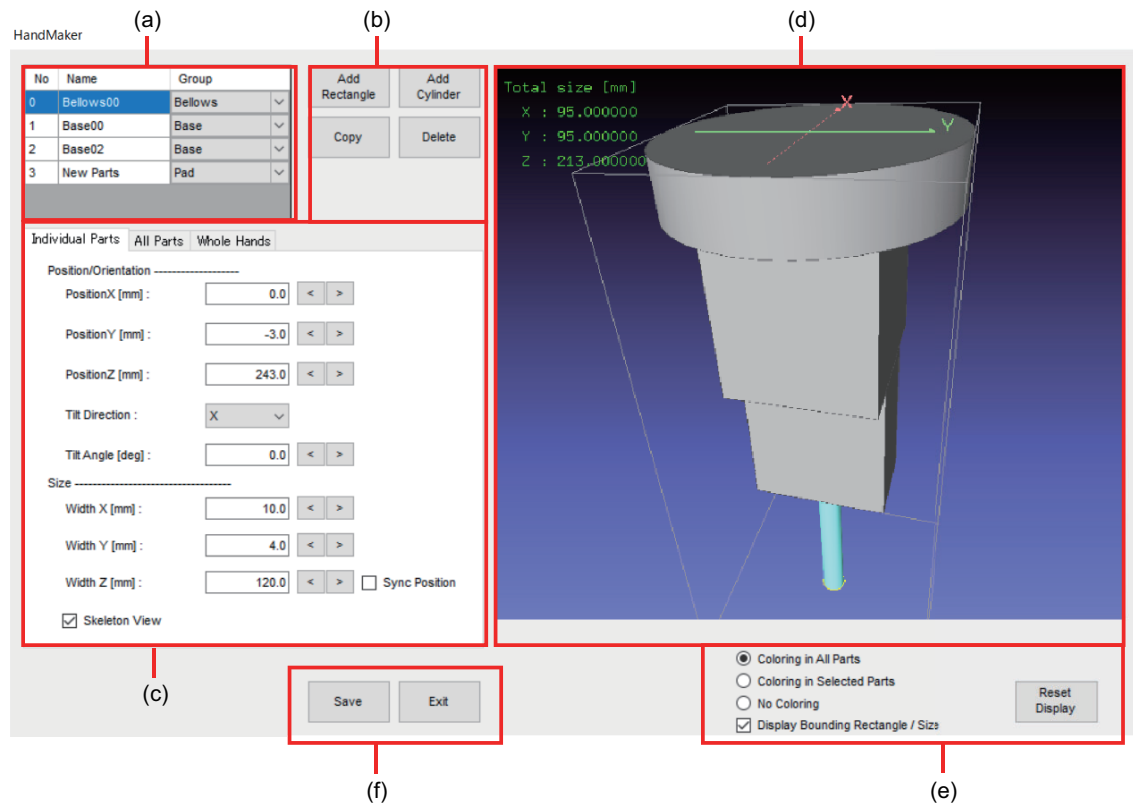 (a)
(b)
(d)
HandMaker
No Name Group
0 Bellows00 Bellows
1 Base00 Base
2 Base02 Base
3 New Parts Pad
Add Rectangle
Add Cylinder
Copy
Delete
Individual Parts All Parts Whole Hands
Position/Orientation -------------------
PositionX [mm] : 0.0 < >
PositionY [mm] : -3.0 < >
PositionZ [mm] : 243.0 < >
Tilt Direction : X
Tilt Angle [deg] : 0.0 < >
Size -----------------------------------
Width X [mm] : 10.0 < >
Width Y [mm] : 4.0 < >
Width Z [mm] : 120.0 < > Sync Position
Skeleton View
Total size [mm]
X : 95.000000
Y : 95.000000
Z : 213.000000
X
Y
(c)
Save
Exit
(f)
Coloring in All Parts
Coloring in Selected Parts
No Coloring
Display Bounding Rectangle / Size
Reset
Display
(e)